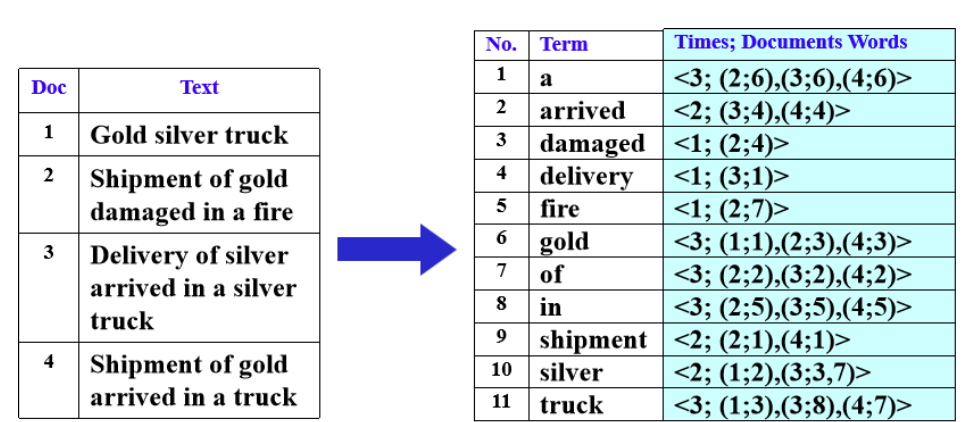 Doc Text
1 Gold silver truck
2 Shipment of gold
damaged in a fire
3 Delivery of silver
arrived in a silver
truck
4 Shipment of gold
arrived in a truck
No. Term Times; Documents Words
1 a <3; (2;6),(3;6),(4;6)>
2 arrived <2; (3;4),(4;4)>
3 damaged <1; (2;4)>
4 delivery <1; (3;1)>
5 fire <1; (2;7)>
6 gold <3; (1;1),(2;3),(4;3)>
7 of <3; (2;2),(3;2),(4;2)>
8 in <3; (2;5),(3;5),(4;5)>
9 shipment <2; (2;1),(4;1)>
10 silver <2; (1;2),(3;3,7)>
11 truck <3; (1;3),(3;8),(4;7)>